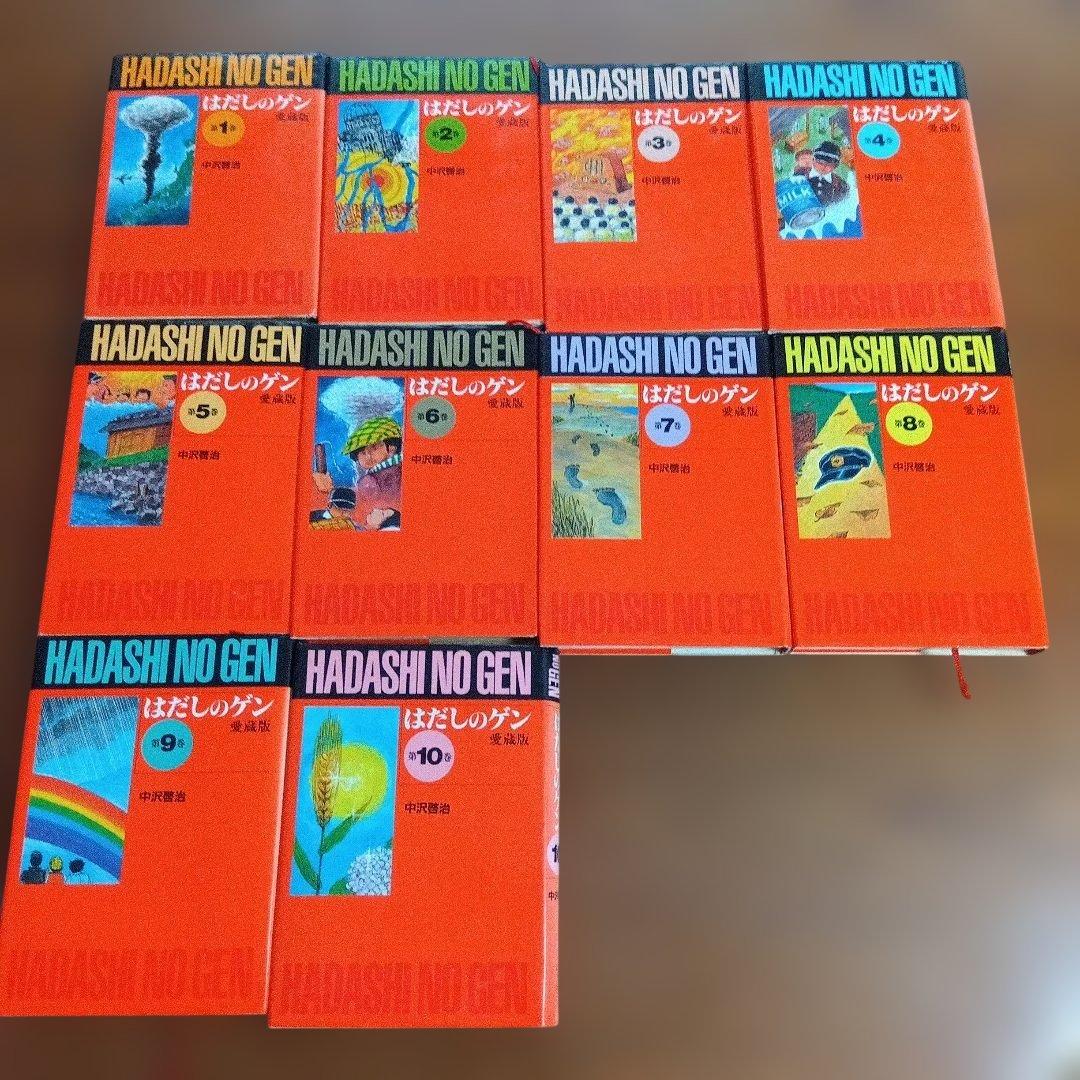 HADASHI NO GEN
はだしのゲン
愛蔵版
第1巻
中沢啓治
HADASHI NO GEN
HADASHI NO GEN
はだしのゲン
愛蔵版
第2巻
中沢啓治
HADASHI NO GEN
HADASHI NO GEN
はだしのゲン
愛蔵版
第3巻
中沢啓治
HADASHI NO GEN
HADASHI NO GEN
はだしのゲン
愛蔵版
第4巻
中沢啓治
MILK
HADASHI NO GEN
HADASHI NO GEN
はだしのゲン
愛蔵版
第5巻
中沢啓治
HADASHI NO GEN
HADASHI NO GEN
はだしのゲン
愛蔵版
第6巻
中沢啓治
HADASHI NO GEN
HADASHI NO GEN
はだしのゲン
愛蔵版
第7巻
中沢啓治
HADASHI NO GEN
HADASHI NO GEN
はだしのゲン
愛蔵版
第8巻
中沢啓治
HADASHI NO GEN
HADASHI NO GEN
はだしのゲン
愛蔵版
第9巻
中沢啓治
HADASHI NO GEN
HADASHI NO GEN
はだしのゲン
愛蔵版
第10巻
中沢啓治
HADASHI NO GEN
NO GEN